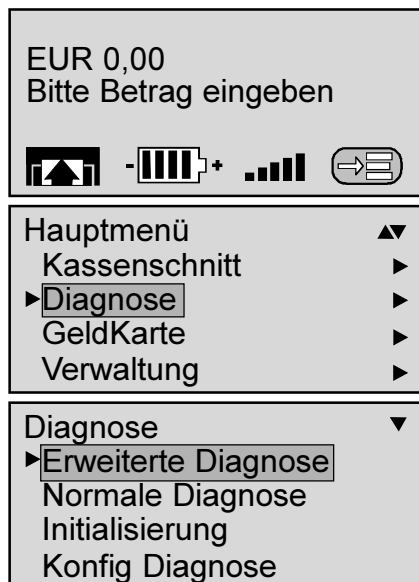 EUR 0,00
Bitte Betrag eingeben
Hauptmenü
Kassenschnitt
Diagnose
GeldKarte
Verwaltung
Diagnose
Erweiterte Diagnose
Normale Diagnose
Initialisierung
Konfig Diagnose